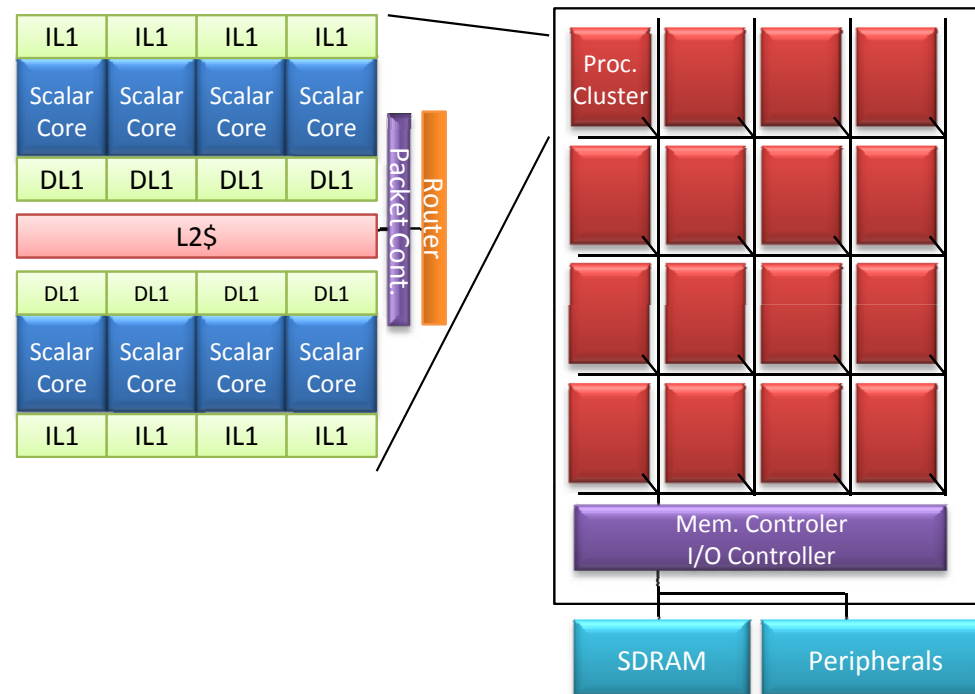 IL1 IL1 IL1 IL1
Scalar Scalar Scalar Scalar
Core Core Core Core
DL1 DL1 DL1 DL1
L2$
DL1 DL1 DL1 DL1
Scalar Scalar Scalar Scalar
Core Core Core Core
IL1 IL1 IL1 IL1
Packet Cont.
Router
Proc.
Cluster
Mem. Controler
I/O Controller
SDRAM
Peripherals